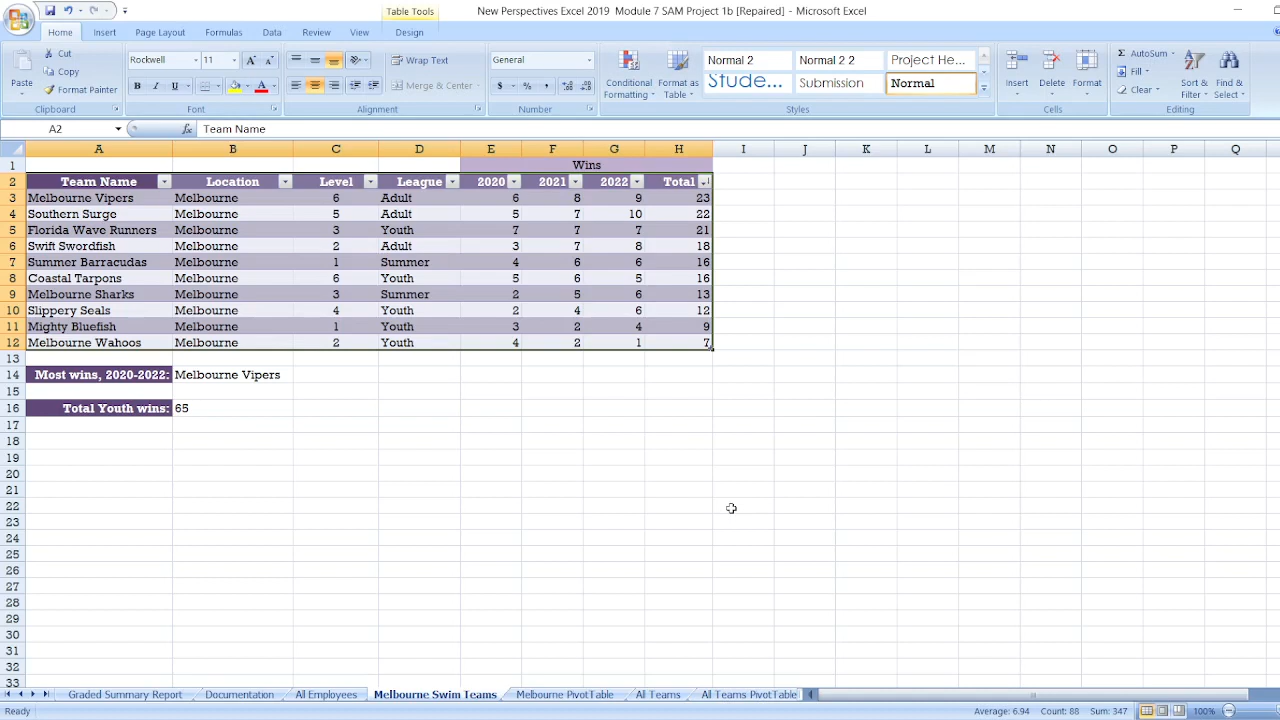 Table Tools
New Perspectives Excel 2019  Module 7 SAM Project 1b [Repaired] - Microsoft Excel
Home Insert Page Layout Formulas Data Review View Design
Paste Cut Copy Format Painter Clipboard
Rockwell 11 B I U A Font
Wrap Text Merge & Center Alignment
General $ % , Number
Conditional Formatting Format as Table
Normal 2 Normal 2 2 Project He...
Stude... Submission Normal
Styles
Insert Delete Format Cells
AutoSum Fill Clear Sort & Filter Find & Select Editing
A2 fx Team Name
A B C D E F G H I J K L M N O P Q
1 Wins
2 Team Name Location Level League 2020 2021 2022 Total
3 Melbourne Vipers Melbourne 6 Adult 6 8 9 23
4 Southern Surge Melbourne 5 Adult 5 7 10 22
5 Florida Wave Runners Melbourne 3 Youth 7 7 7 21
6 Swift Swordfish Melbourne 2 Adult 3 7 8 18
7 Summer Barracudas Melbourne 1 Summer 4 6 6 16
8 Coastal Tarpons Melbourne 6 Youth 5 6 5 16
9 Melbourne Sharks Melbourne 3 Summer 2 5 6 13
10 Slippery Seals Melbourne 4 Youth 2 4 6 12
11 Mighty Bluefish Melbourne 1 Youth 3 2 4 9
12 Melbourne Wahoos Melbourne 2 Youth 4 2 1 7
13
14 Most wins, 2020-2022: Melbourne Vipers
15
16 Total Youth wins: 65
17
18
19
20
21
22
23
24
25
26
27
28
29
30
31
32
33
Graded Summary Report Documentation All Employees Melbourne Swim Teams Melbourne PivotTable All Teams All Teams PivotTable
Ready Average: 6.94 Count: 88 Sum: 347 100%